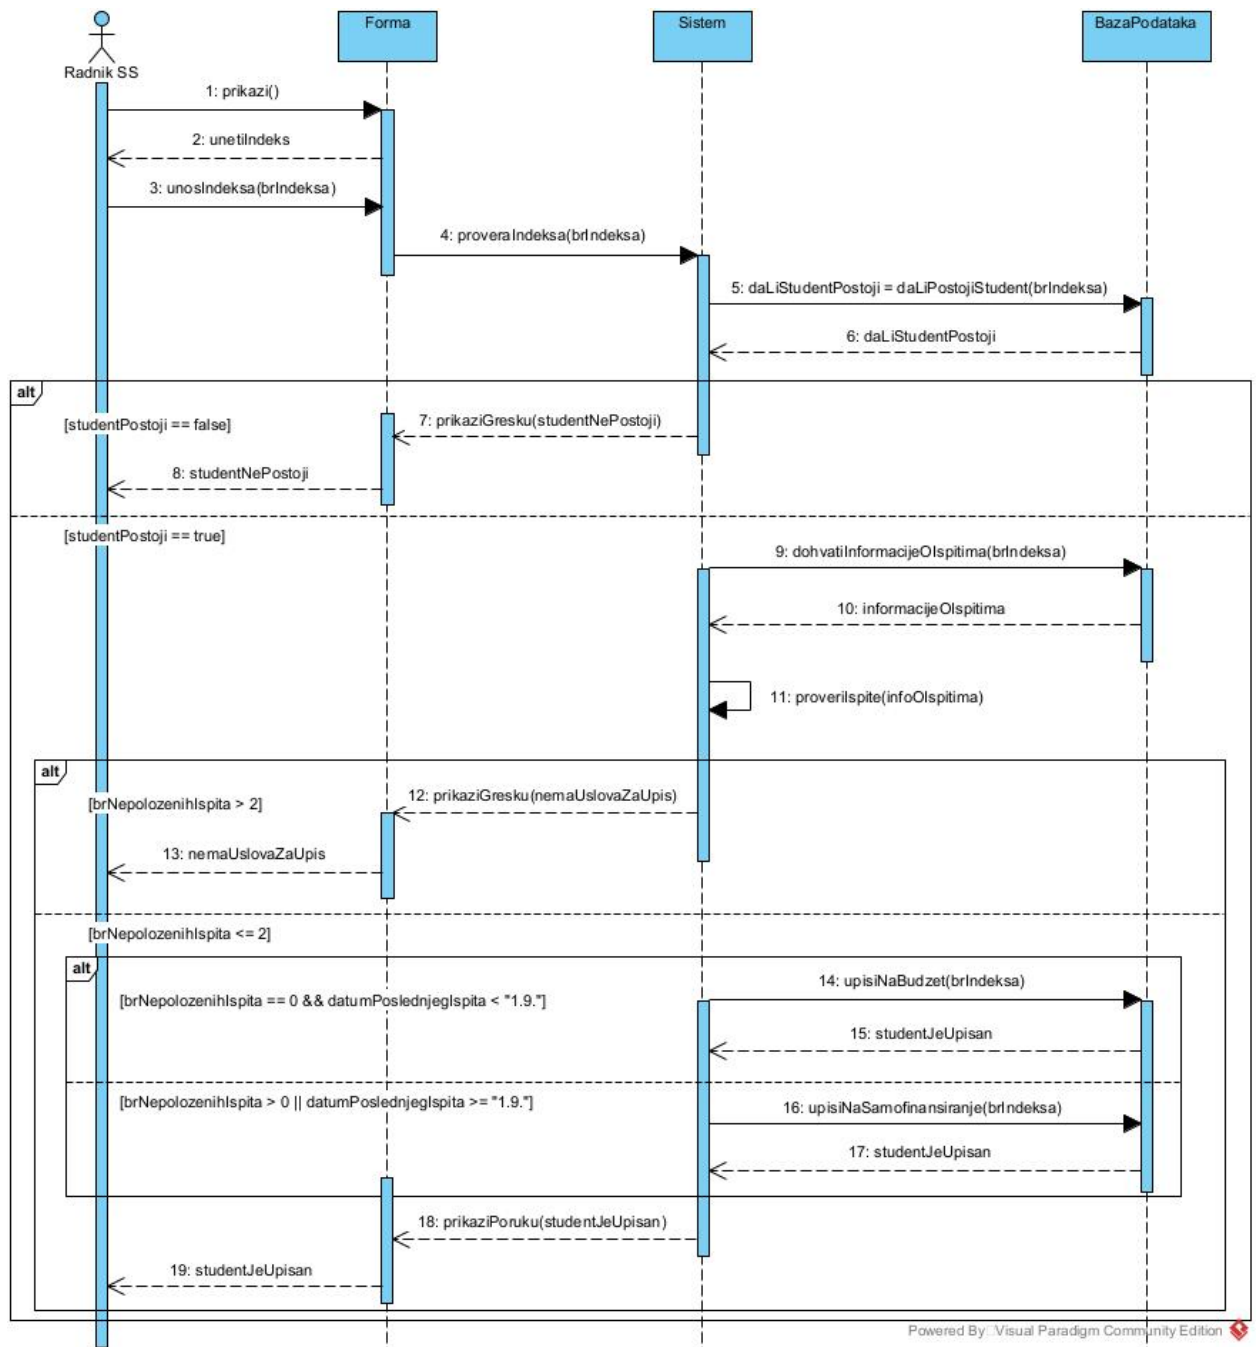 Forma
Sistem
BazaPodataka
Radnik SS
1: prikazi()
2: unetiIndeks
3: unosIndeksa(brIndeksa)
4: proveraIndeksa(brIndeksa)
5: daLiStudentPostoji = daLiPostojiStudent(brIndeksa)
6: daLiStudentPostoji
alt
[studentPostoji == false]
7: prikaziGresku(studentNePostoji)
8: studentNePostoji
[studentPostoji == true]
9: dohvatiInformacijeOIspitima(brIndeksa)
10: informacijeOIspitima
11: proveriIspite(infoOIspitima)
alt
[brNepolozenihIspita > 2]
12: prikaziGresku(nemaUslovaZaUpis)
13: nemaUslovaZaUpis
[brNepolozenihIspita <= 2]
alt
[brNepolozenihIspita == 0 && datumPoslednjegIspita < "1.9."]
14: upisiNaBudzet(brIndeksa)
15: studentJeUpisan
[brNepolozenihIspita > 0 || datumPoslednjegIspita >= "1.9."]
16: upisiNaSamofinansiranje(brIndeksa)
17: studentJeUpisan
18: prikaziPoruku(studentJeUpisan)
19: studentJeUpisan
Powered By Visual Paradigm Community Edition